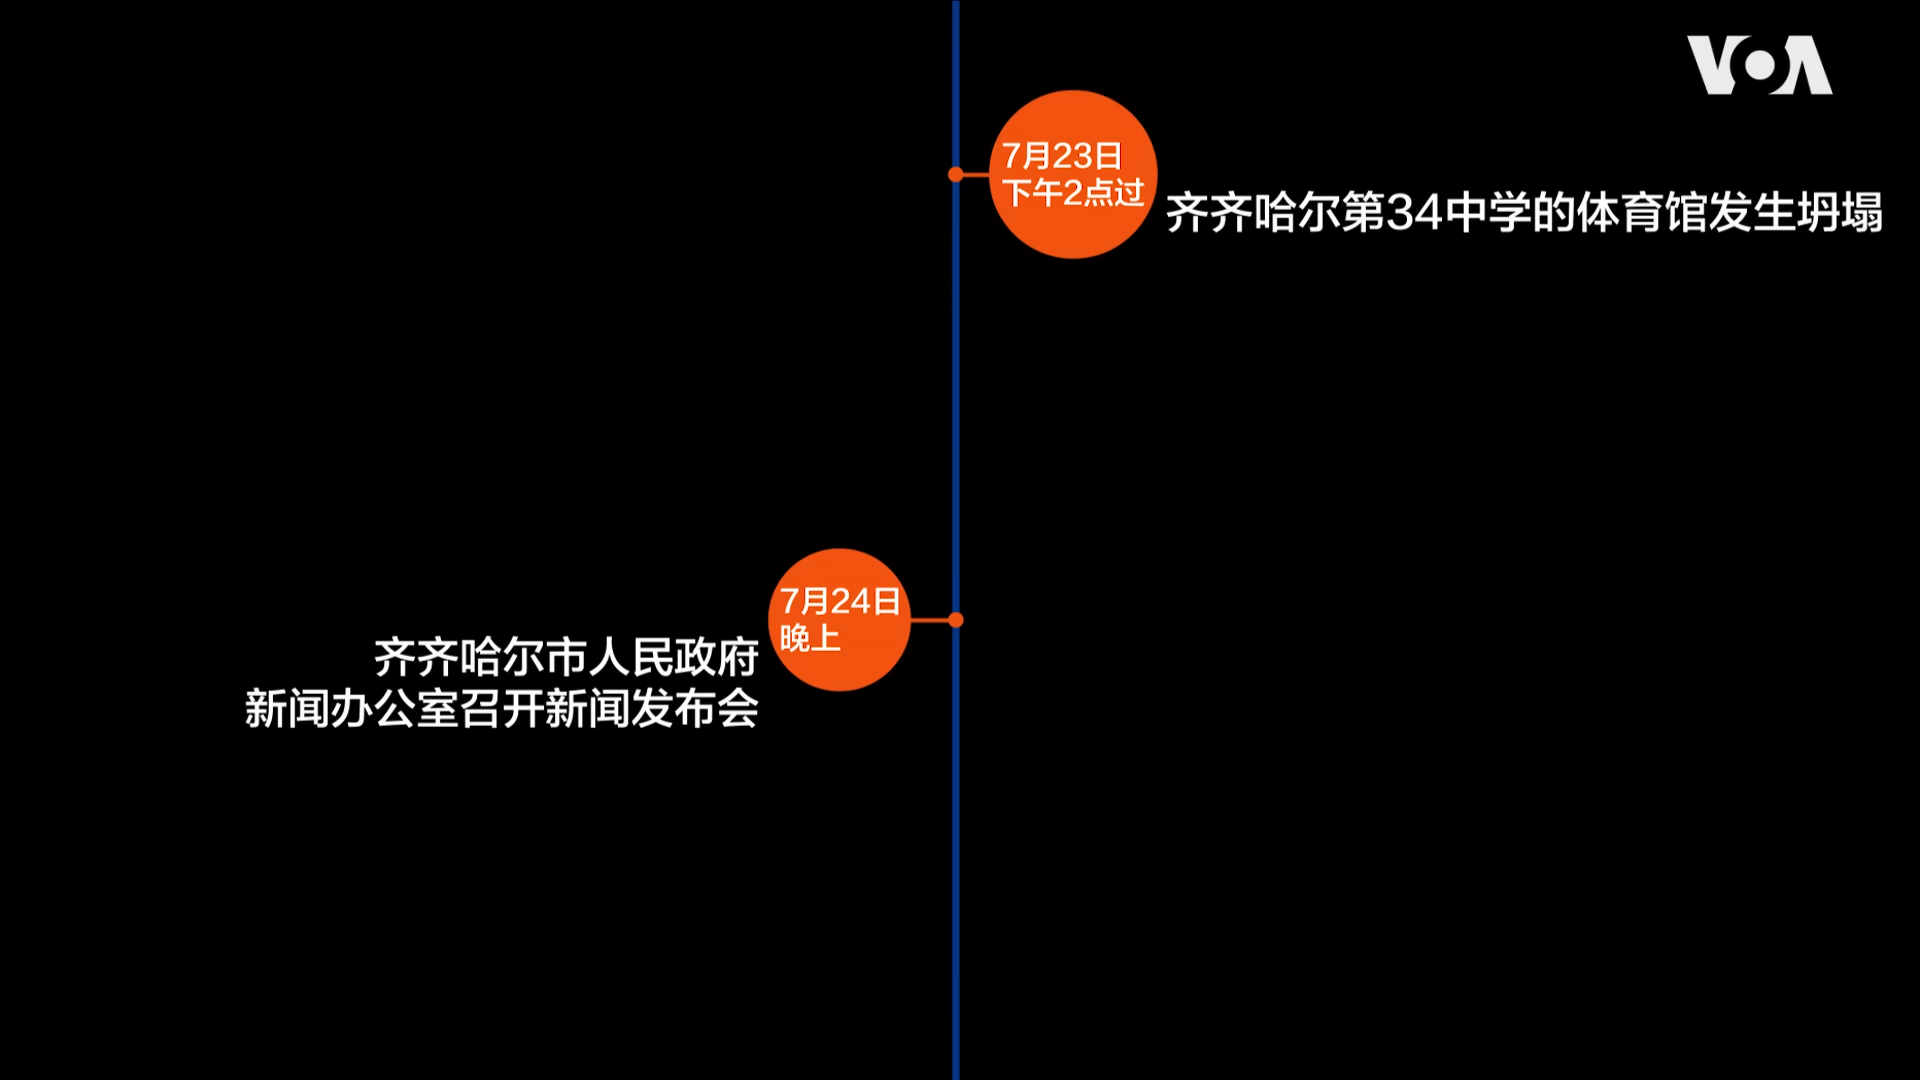 VOA
7月23日
下午2点过
齐齐哈尔第34中学的体育馆发生坍塌
7月24日
晚上
齐齐哈尔市人民政府
新闻办公室召开新闻发布会